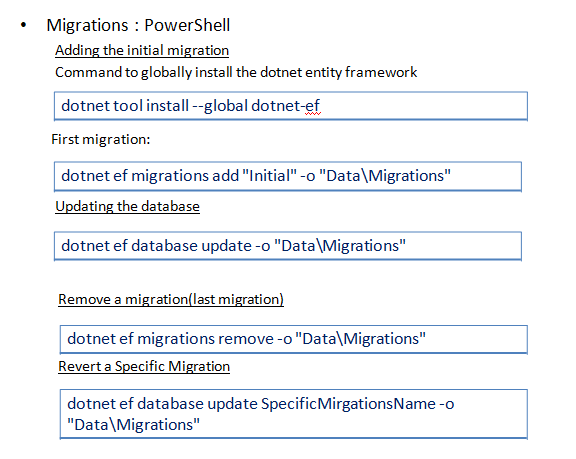 • Migrations : PowerShell
Adding the initial migration
Command to globally install the dotnet entity framework
dotnet tool install --global dotnet-ef
First migration:
dotnet ef migrations add "Initial" -o "Data\Migrations"
Updating the database
dotnet ef database update -o "Data\Migrations"
Remove a migration(last migration)
dotnet ef migrations remove -o "Data\Migrations"
Revert a Specific Migration
dotnet ef database update SpecificMirgationsName -o
"Data\Migrations"